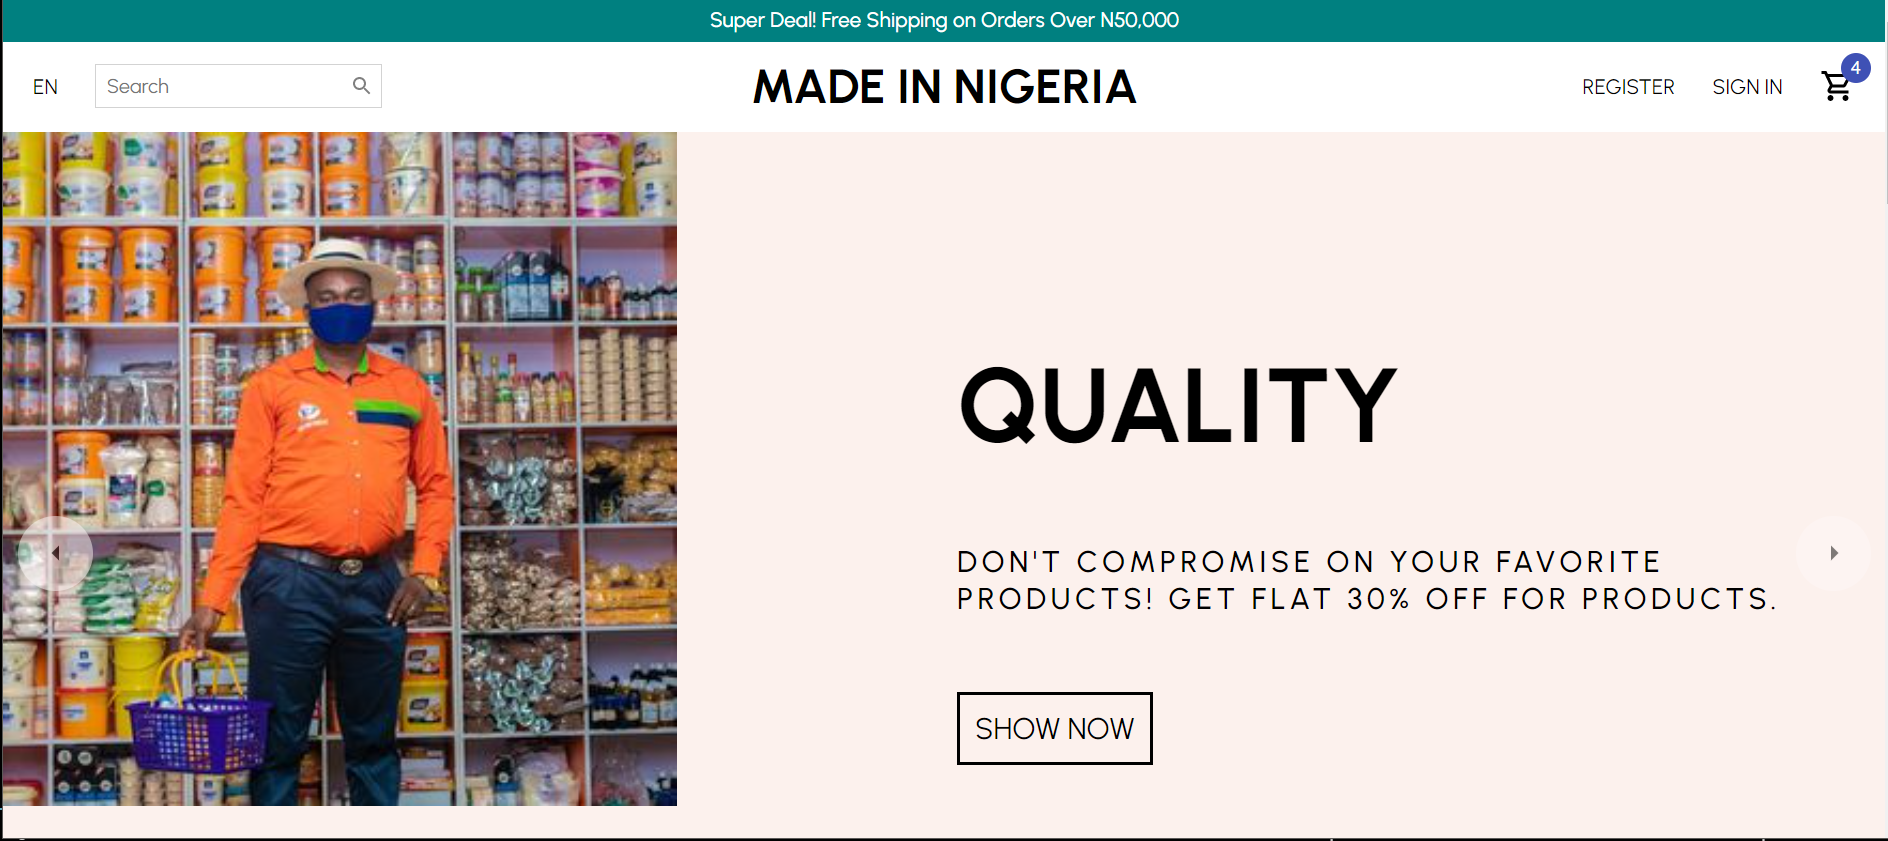 Super Deal! Free Shipping on Orders Over N50,000
EN
Search
MADE IN NIGERIA
REGISTER
SIGN IN
4
QUALITY
DON'T COMPROMISE ON YOUR FAVORITE
PRODUCTS! GET FLAT 30% OFF FOR PRODUCTS.
SHOW NOW